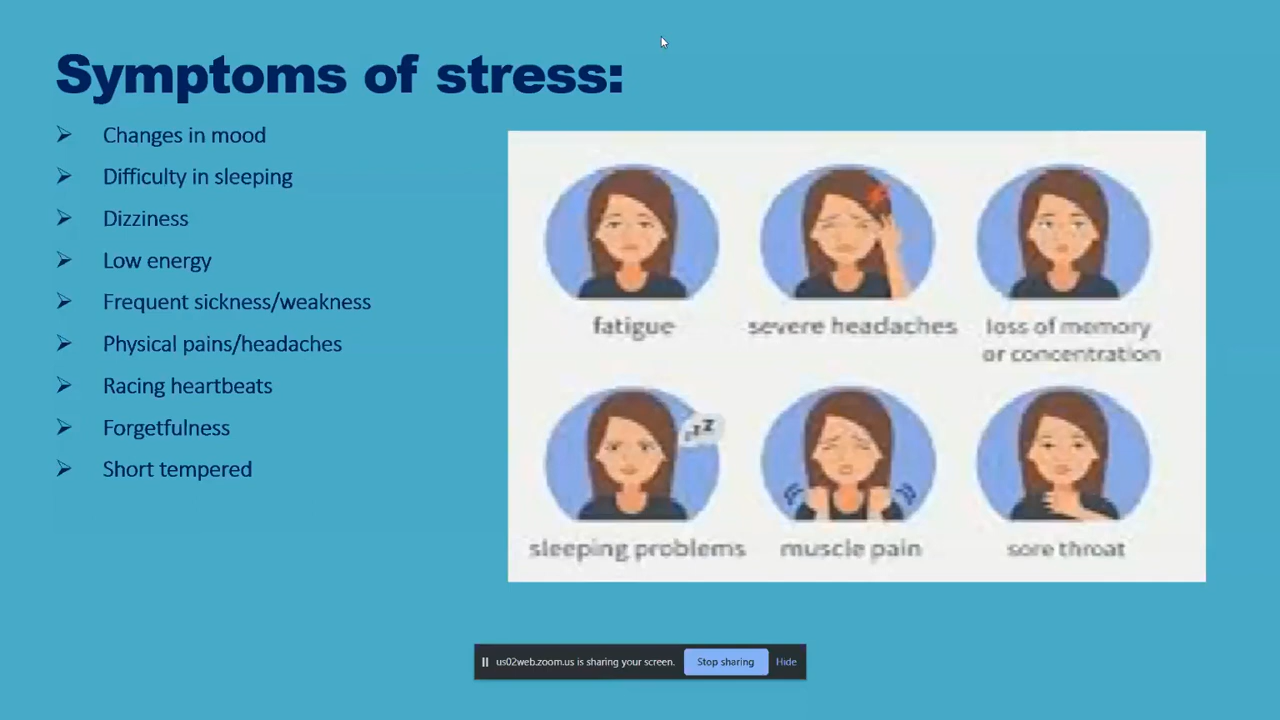 Symptoms of stress:
Changes in mood
Difficulty in sleeping
Dizziness
Low energy
Frequent sickness/weakness
Physical pains/headaches
Racing heartbeats
Forgetfulness
Short tempered
fatigue
severe headaches
loss of memory
or concentration
zzZ
sleeping problems
muscle pain
sore throat
us02web.zoom.us is sharing your screen.
Stop sharing
Hide